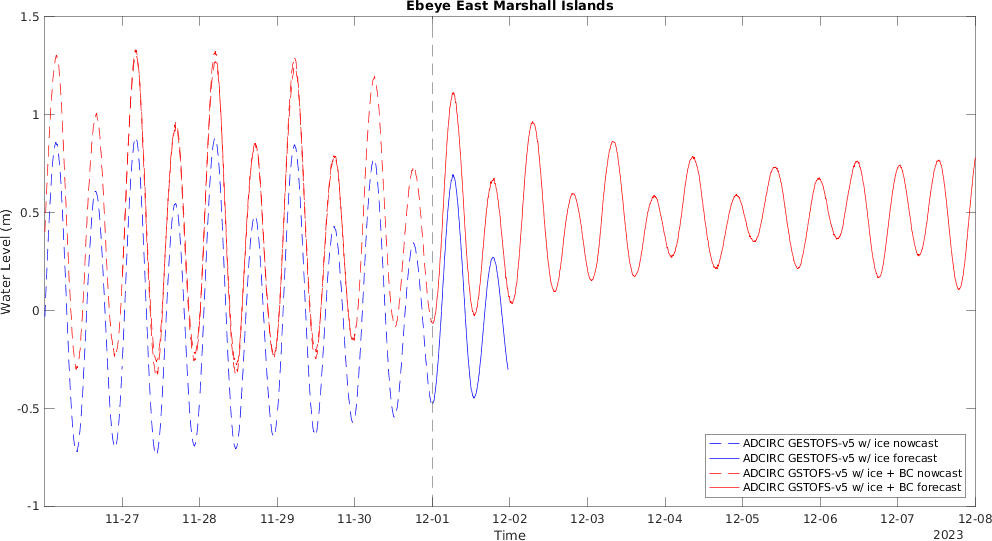 Ebeye East Marshall Islands
1.5
1
0.5
0
-0.5
-1
Water Level (m)
11-27 11-28 11-29 11-30 12-01 12-02 12-03 12-04 12-05 12-06 12-07 12-08
Time
2023
ADCIRC GESTOFS-v5 w/ ice nowcast
ADCIRC GESTOFS-v5 w/ ice forecast
ADCIRC GSTOFS-v5 w/ ice + BC nowcast
ADCIRC GSTOFS-v5 w/ ice + BC forecast